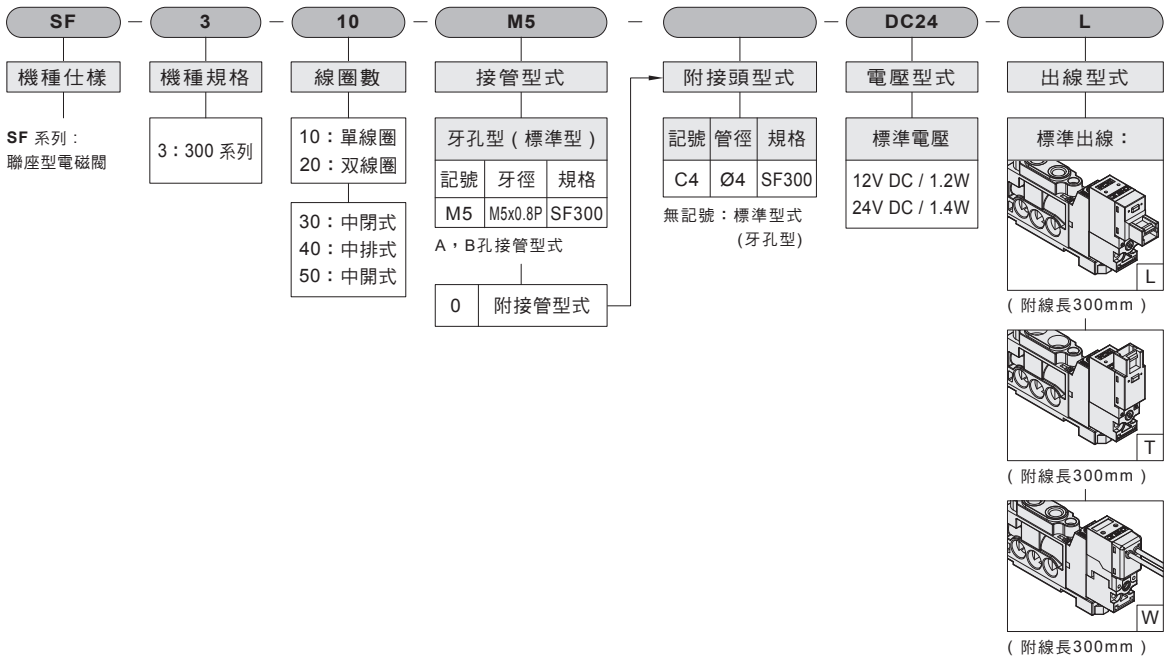 SF － 3 － 10 － M5 － － DC24 － L
機種仕様
SF 系列：
聯座型電磁閥
機種規格
3：300 系列
線圈數
10：單線圈
20：双線圈
30：中閉式
40：中排式
50：中開式
接管型式
牙孔型 ( 標準型 )
記號 牙徑 規格
M5 M5x0.8P SF300
A，B孔接管型式
0 附接管型式
附接頭型式
記號 管徑 規格
C4 Ø4 SF300
無記號：標準型式
(牙孔型)
電壓型式
標準電壓
12V DC / 1.2W
24V DC / 1.4W
出線型式
標準出線：
L
( 附線長300mm )
T
( 附線長300mm )
W
( 附線長300mm )